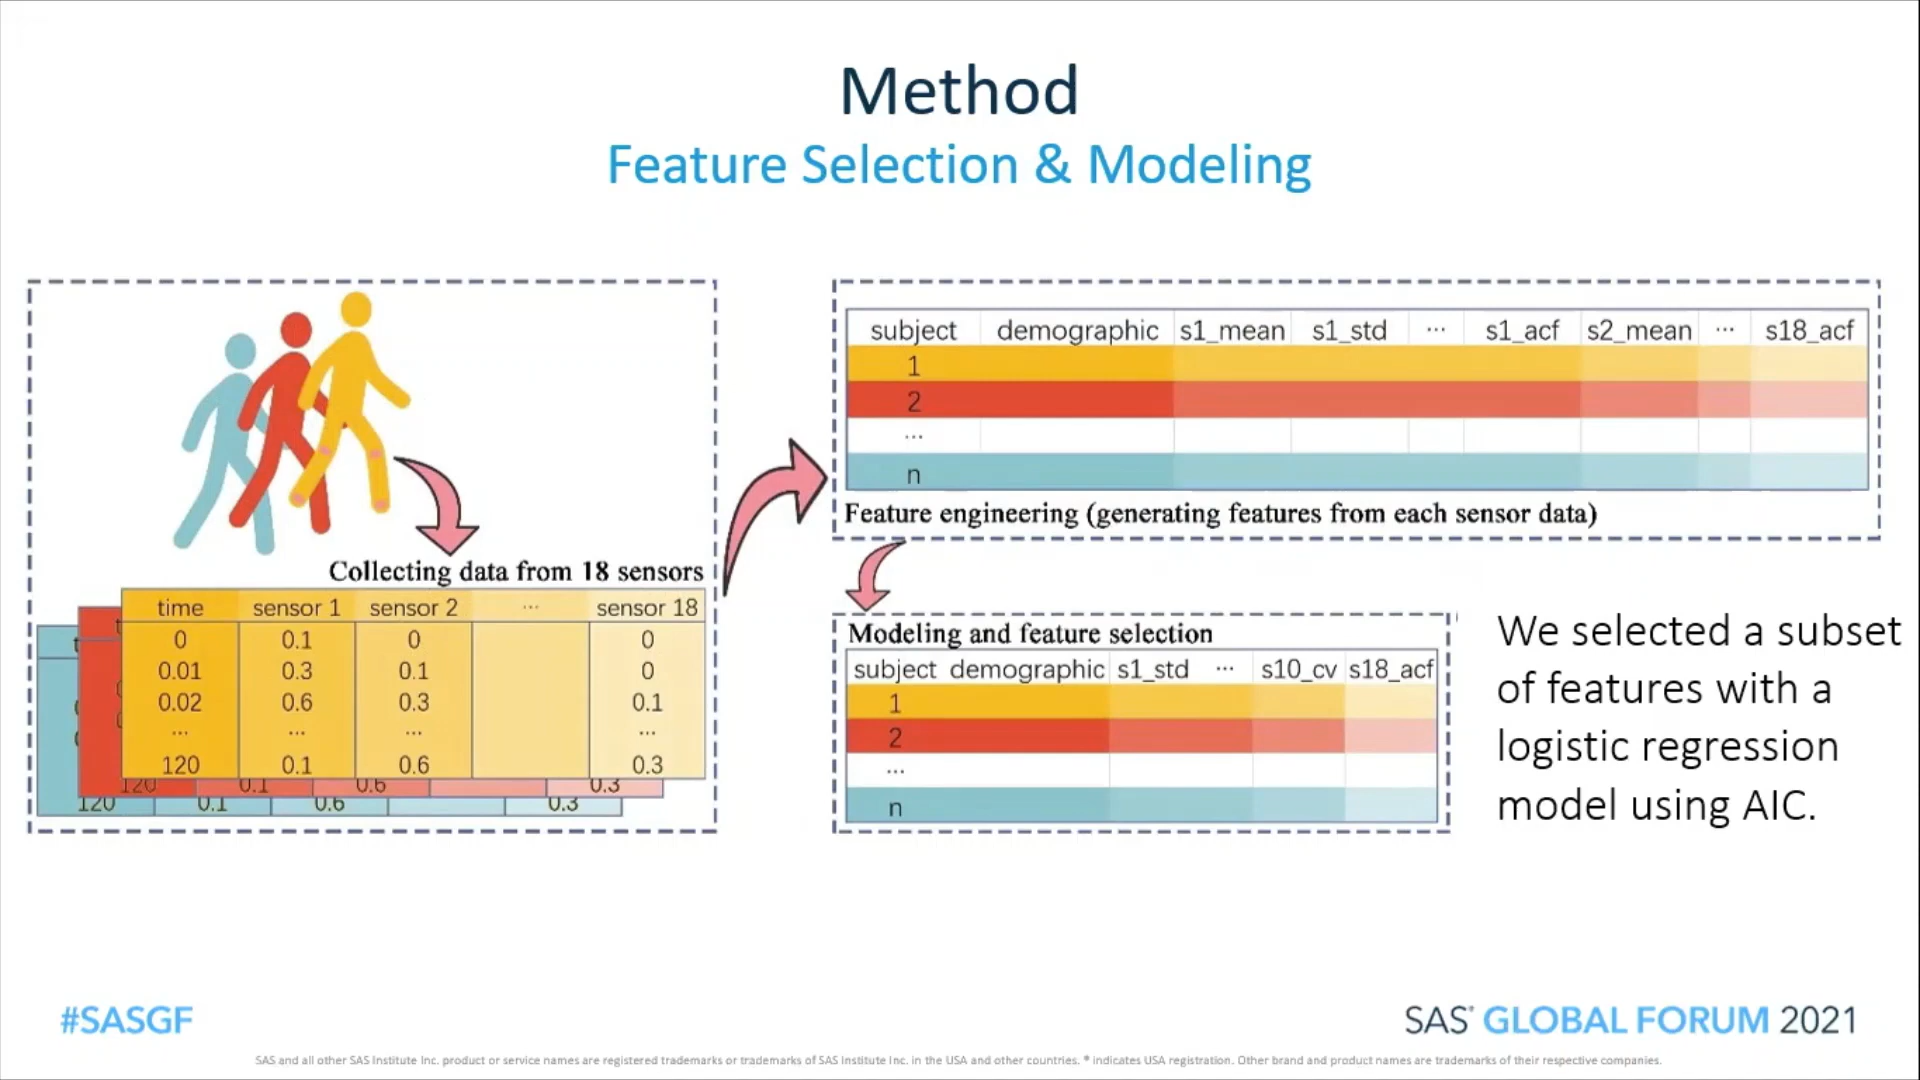 Method
Feature Selection & Modeling
Collecting data from 18 sensors
time sensor 1 sensor 2 ... sensor 18
0 0.1 0 0
0.01 0.3 0.1 0
0.02 0.6 0.3 0.1
... ... ... ...
120 0.1 0.6 0.3
120 0.1 0.6 0.3
120 0.1 0.6 0.3
subject demographic s1_mean s1_std ... s1_acf s2_mean ... s18_acf
1
2
...
n
Feature engineering (generating features from each sensor data)
Modeling and feature selection
subject demographic s1_std ... s10_cv s18_acf
1
2
...
n
We selected a subset
of features with a
logistic regression
model using AIC.
#SASGF
SAS® GLOBAL FORUM 2021
SAS and all other SAS Institute Inc. product or service names are registered trademarks or trademarks of SAS Institute Inc. in the USA and other countries. ® indicates USA registration. Other brand and product names are trademarks of their respective companies.